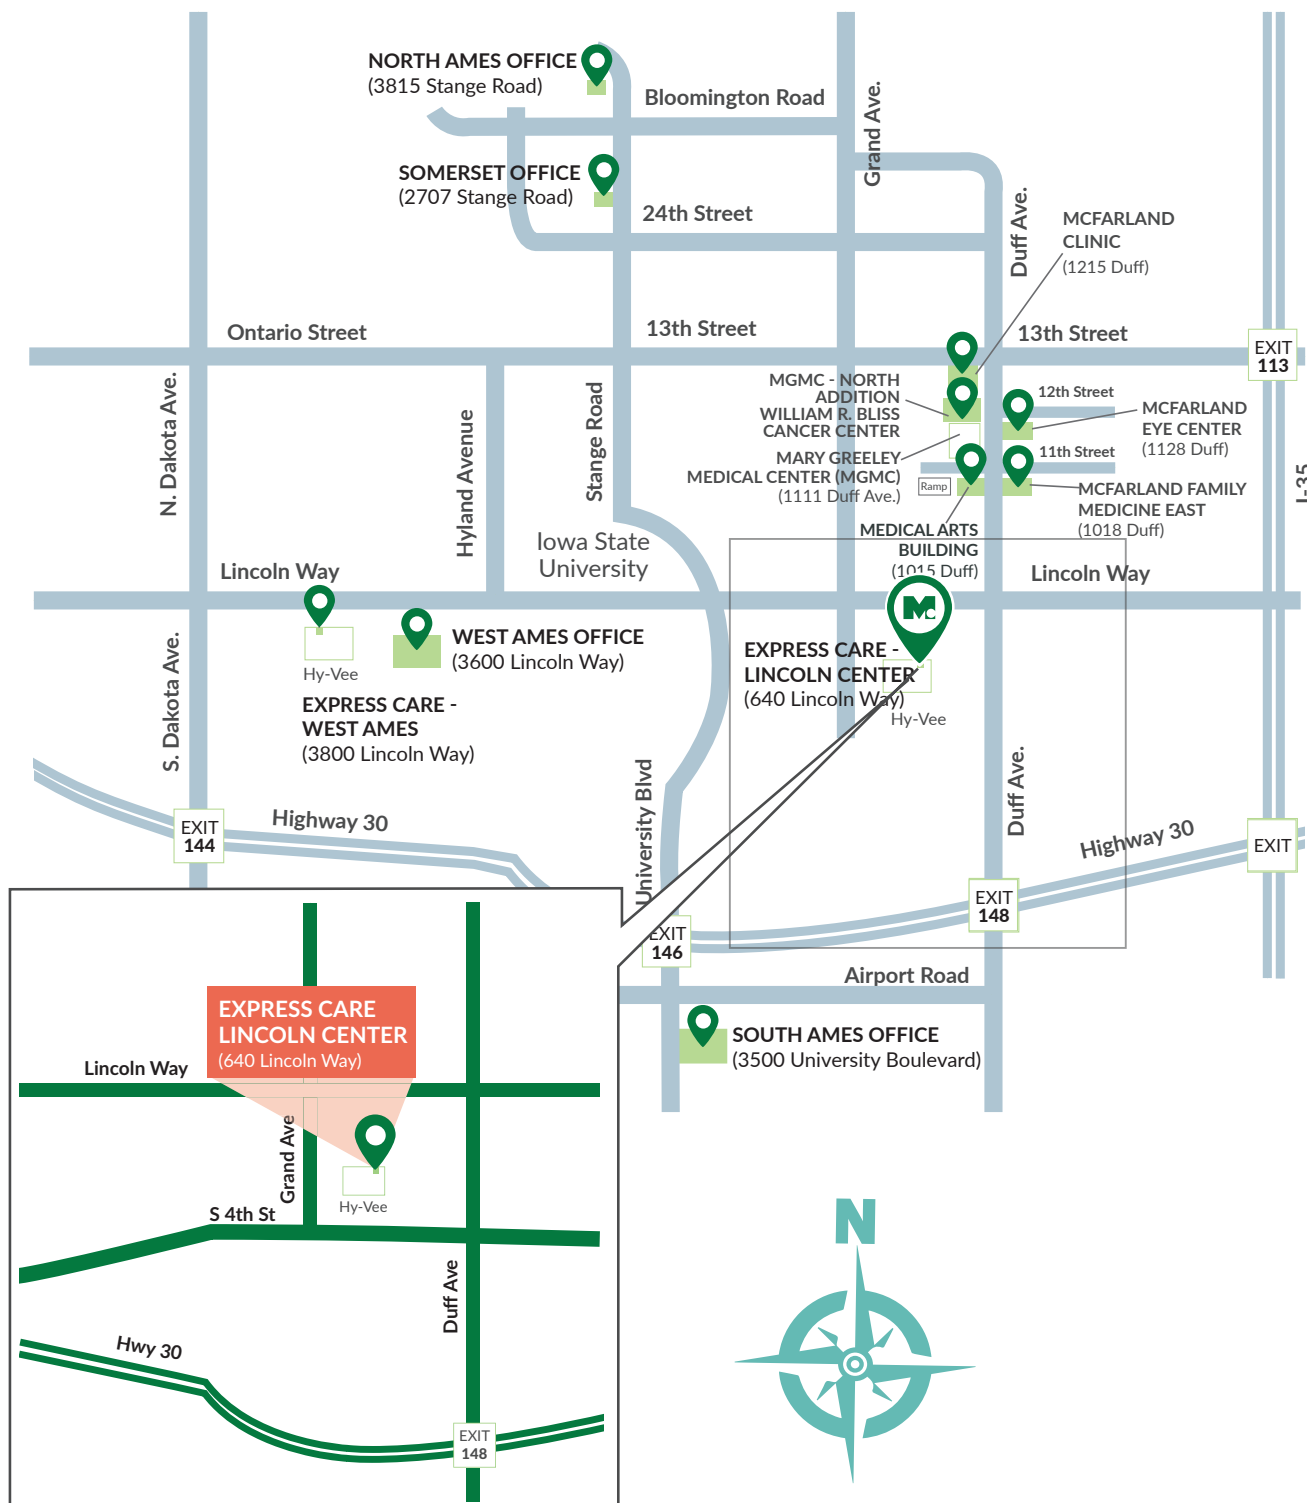 NORTH AMES OFFICE
(3815 Stange Road)
Bloomington Road
Grand Ave.
SOMERSET OFFICE
(2707 Stange Road)
24th Street
Duff Ave.
MCFARLAND
CLINIC
(1215 Duff)
Ontario Street
13th Street
13th Street
EXIT
113
N. Dakota Ave.
Hyland Avenue
Stange Road
MGMC - NORTH
ADDITION
WILLIAM R. BLISS
CANCER CENTER
MARY GREELEY
MEDICAL CENTER (MGMC)
(1111 Duff Ave.)
Ramp
12th Street
MCFARLAND
EYE CENTER
(1128 Duff)
11th Street
MCFARLAND FAMILY
MEDICINE EAST
(1018 Duff)
I-35
MEDICAL ARTS
BUILDING
(1015 Duff)
Iowa State
University
Lincoln Way
Lincoln Way
Mc
Hy-Vee
WEST AMES OFFICE
(3600 Lincoln Way)
EXPRESS CARE -
WEST AMES
(3800 Lincoln Way)
EXPRESS CARE -
LINCOLN CENTER
(640 Lincoln Way)
Hy-Vee
S. Dakota Ave.
University Blvd
Duff Ave.
EXIT
144
Highway 30
Highway 30
EXIT
EXIT
148
EXIT
146
Airport Road
SOUTH AMES OFFICE
(3500 University Boulevard)
EXPRESS CARE
LINCOLN CENTER
(640 Lincoln Way)
Lincoln Way
Grand Ave
Hy-Vee
S 4th St
Duff Ave
Hwy 30
EXIT
148
N